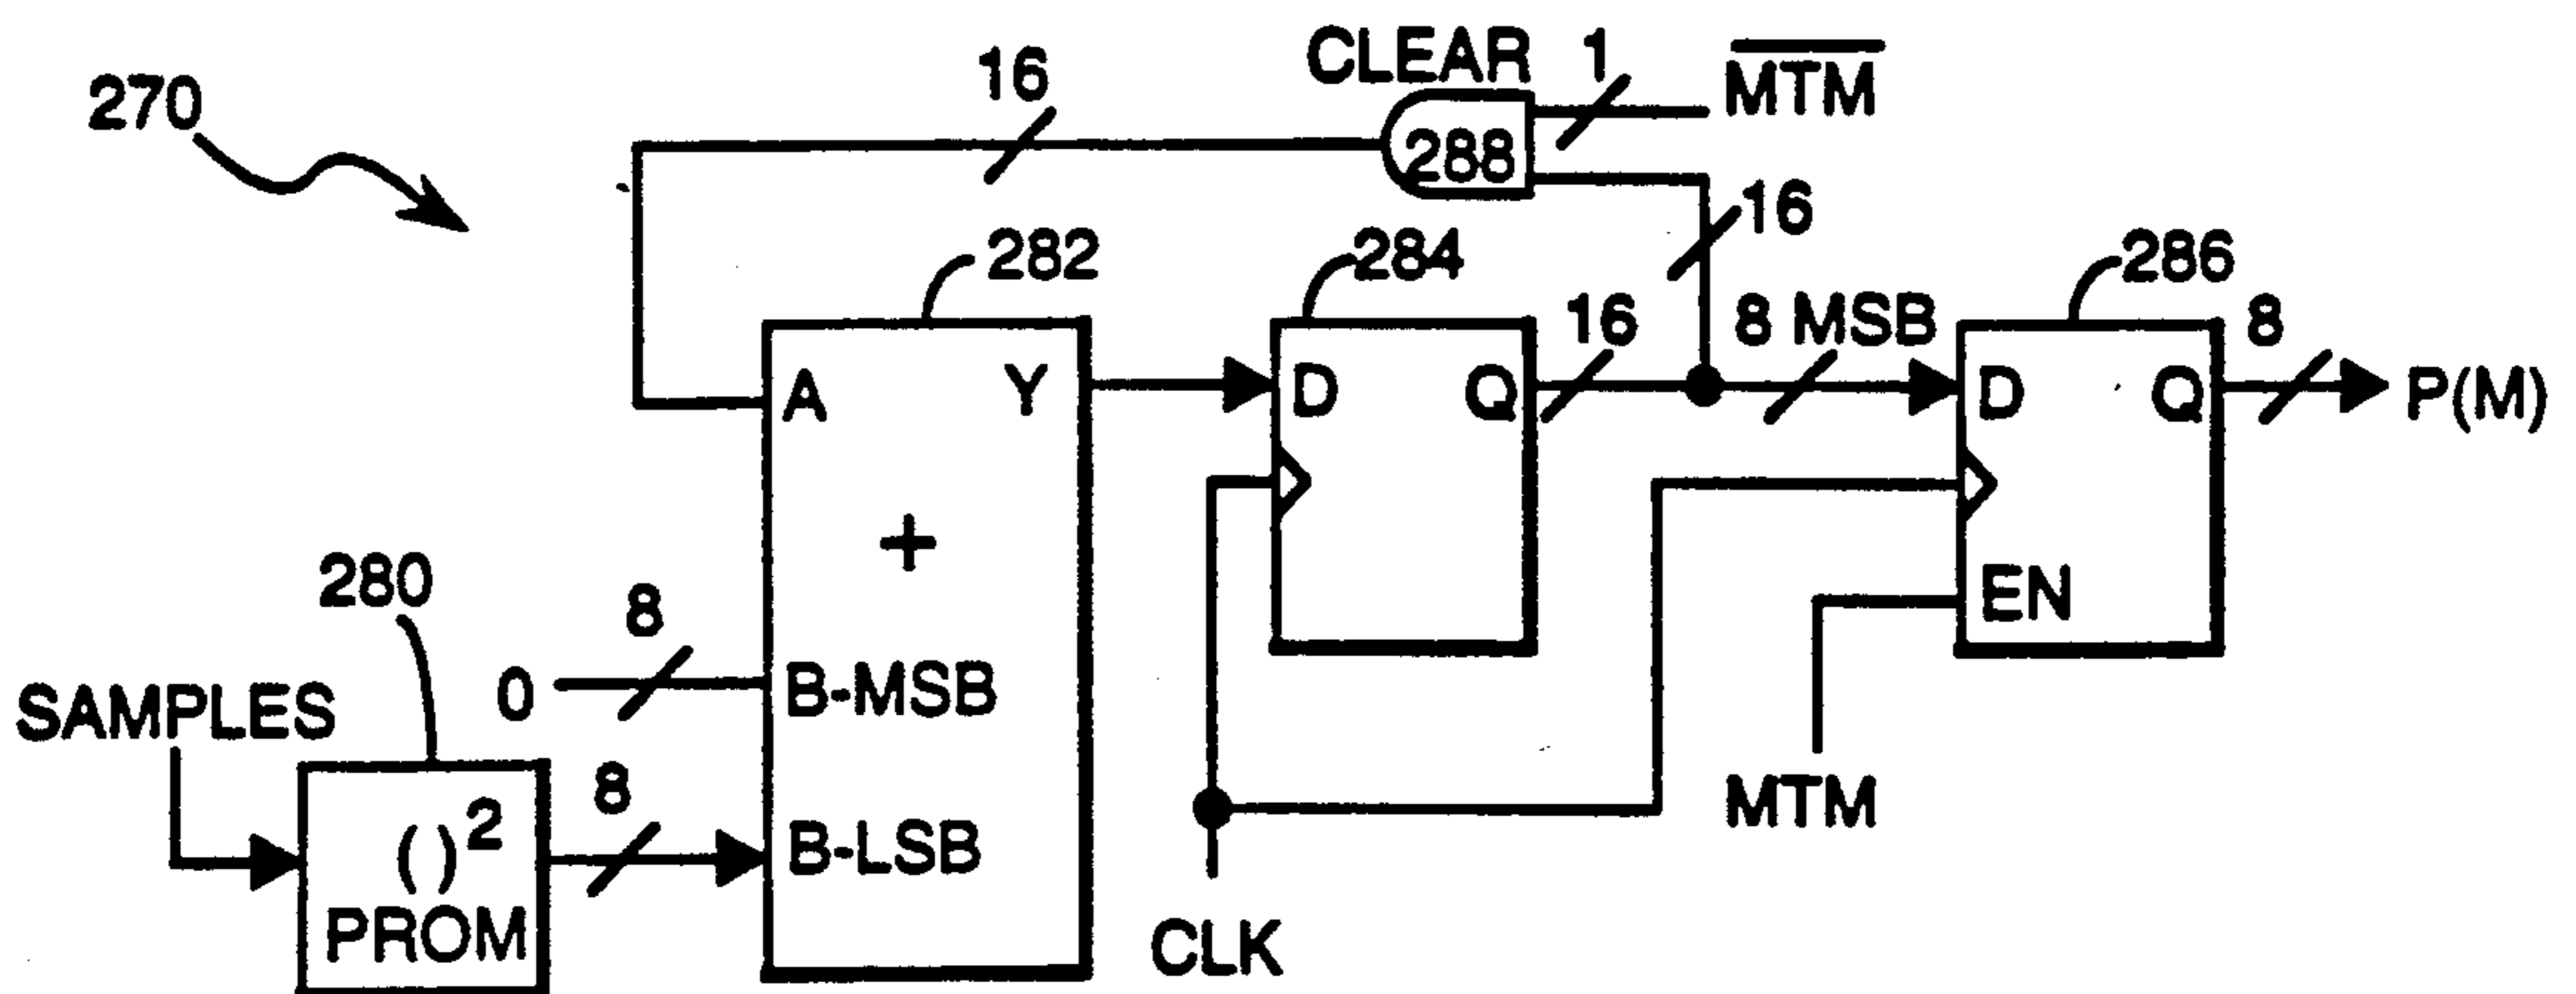 270
16
CLEAR
1
M̅T̅M̅
288
16
282
284
286
16
8 MSB
8
A
Y
D
Q
D
Q
P(M)
+
280
8
EN
0
B-MSB
SAMPLES
8
MTM
( )²
B-LSB
PROM
CLK